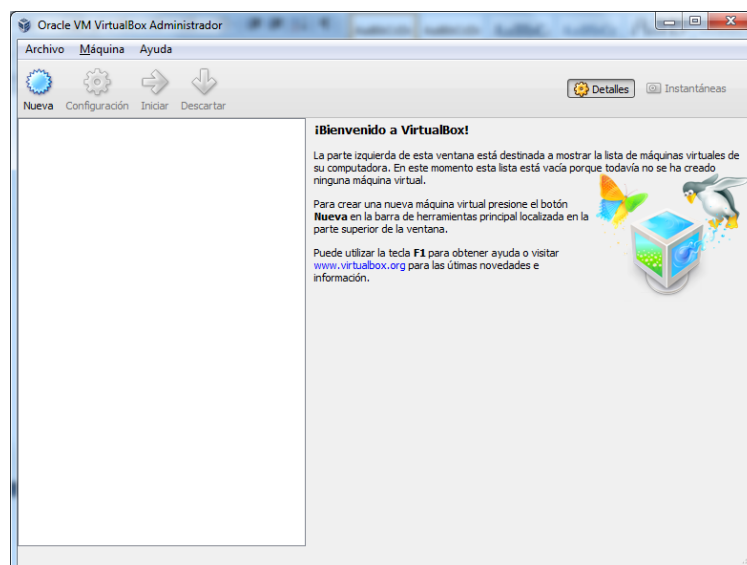 Oracle VM VirtualBox Administrador
Archivo Máquina Ayuda
Nueva Configuración Iniciar Descartar
Detalles Instantáneas
¡Bienvenido a VirtualBox!
La parte izquierda de esta ventana está destinada a mostrar la lista de máquinas virtuales de
su computadora. En este momento esta lista está vacía porque todavía no se ha creado
ninguna máquina virtual.
Para crear una nueva máquina virtual presione el botón
Nueva en la barra de herramientas principal localizada en la
parte superior de la ventana.
Puede utilizar la tecla F1 para obtener ayuda o visitar
www.virtualbox.org para las útimas novedades e
información.